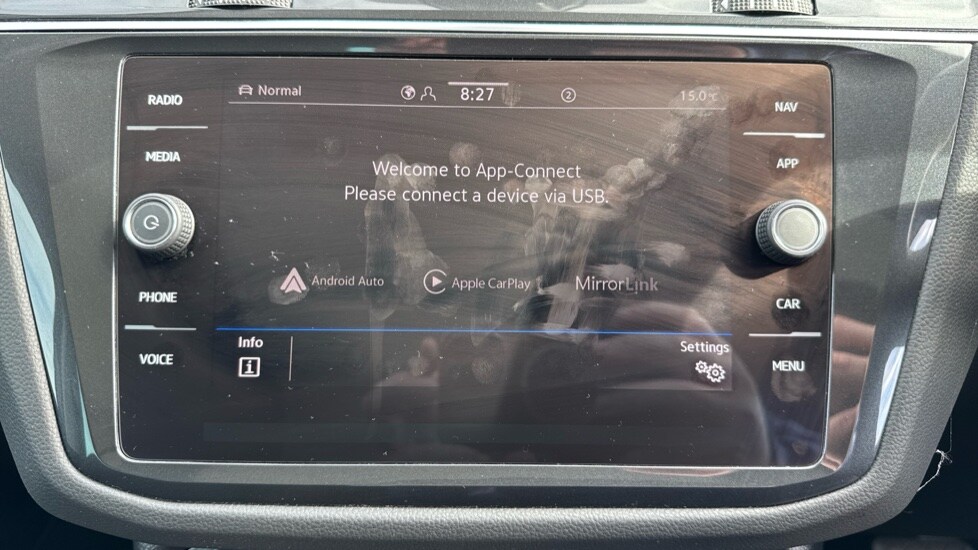 RADIO
MEDIA
PHONE
VOICE
Normal
8:27
2
15.0°C
Welcome to App-Connect
Please connect a device via USB.
Android Auto
Apple CarPlay
MirrorLink
Info
i
Settings
NAV
APP
CAR
MENU